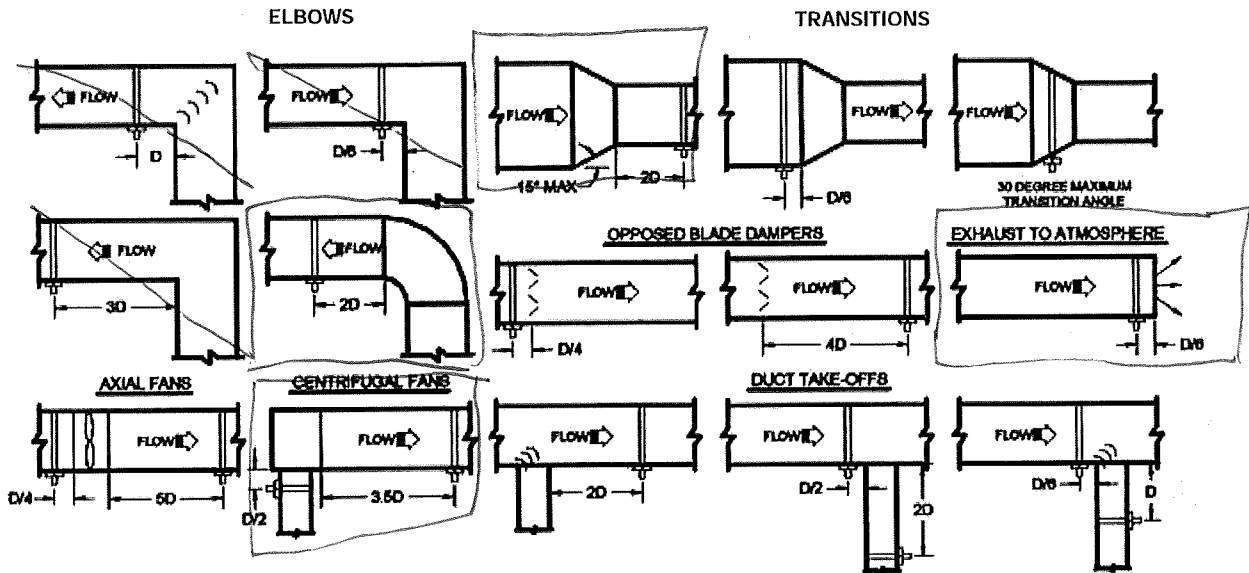 ELBOWS
TRANSITIONS
FLOW
D
FLOW
D/6
FLOW
15° MAX
2D
FLOW
D/6
FLOW
30 DEGREE MAXIMUM
TRANSITION ANGLE
FLOW
3D
FLOW
2D
OPPOSED BLADE DAMPERS
FLOW
D/4
FLOW
4D
EXHAUST TO ATMOSPHERE
FLOW
D/6
AXIAL FANS
FLOW
D/4
5D
CENTRIFUGAL FANS
FLOW
D/2
3.5D
DUCT TAKE-OFFS
FLOW
2D
FLOW
D/2
2D
FLOW
D/6
D